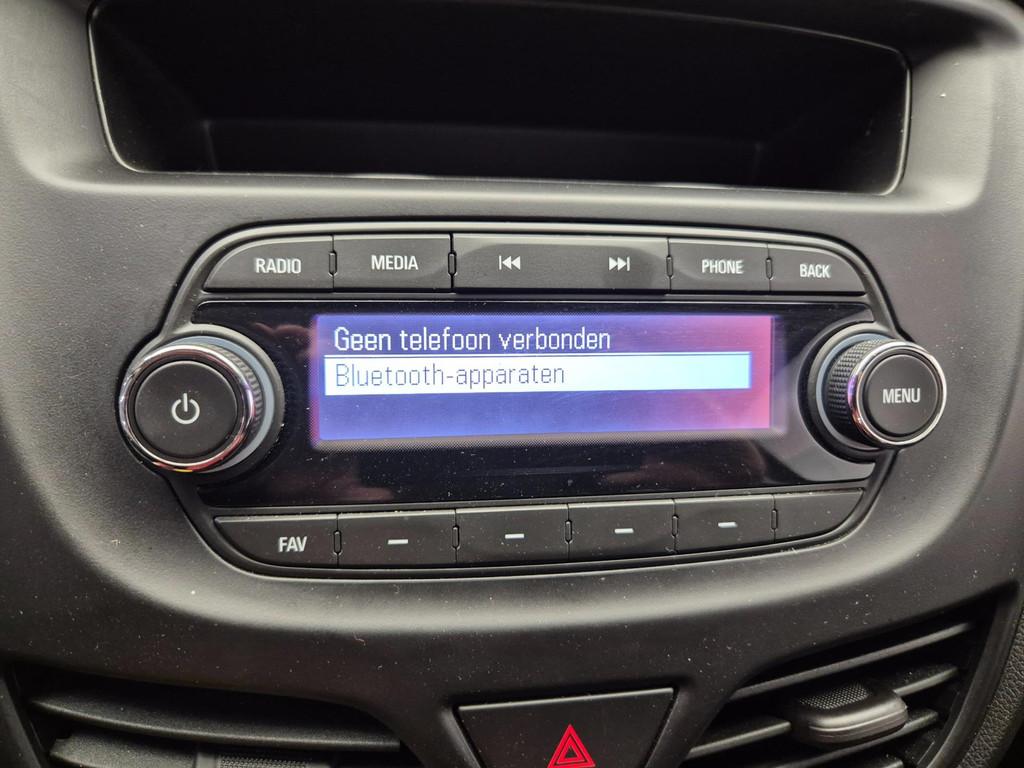 RADIO MEDIA PHONE BACK
Geen telefoon verbonden
Bluetooth-apparaten
MENU
FAV